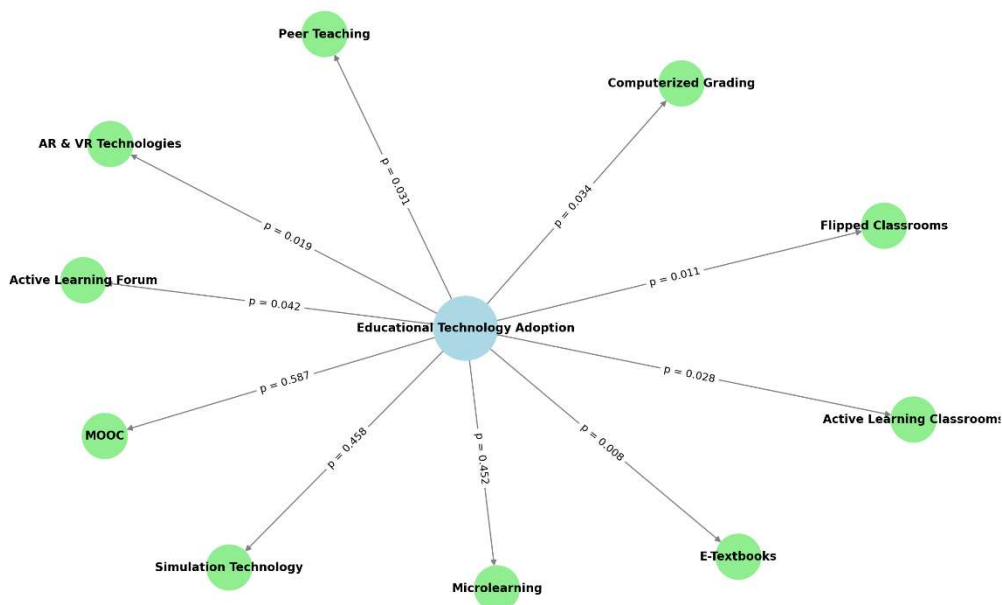 Peer Teaching
Computerized Grading
AR & VR Technologies
p = 0.031
p = 0.034
Flipped Classrooms
p = 0.019
Active Learning Forum
p = 0.011
p = 0.042
Educational Technology Adoption
p = 0.587
p = 0.028
Active Learning Classrooms
MOOC
p = 0.458
p = 0.452
p = 0.008
E-Textbooks
Simulation Technology
Microlearning